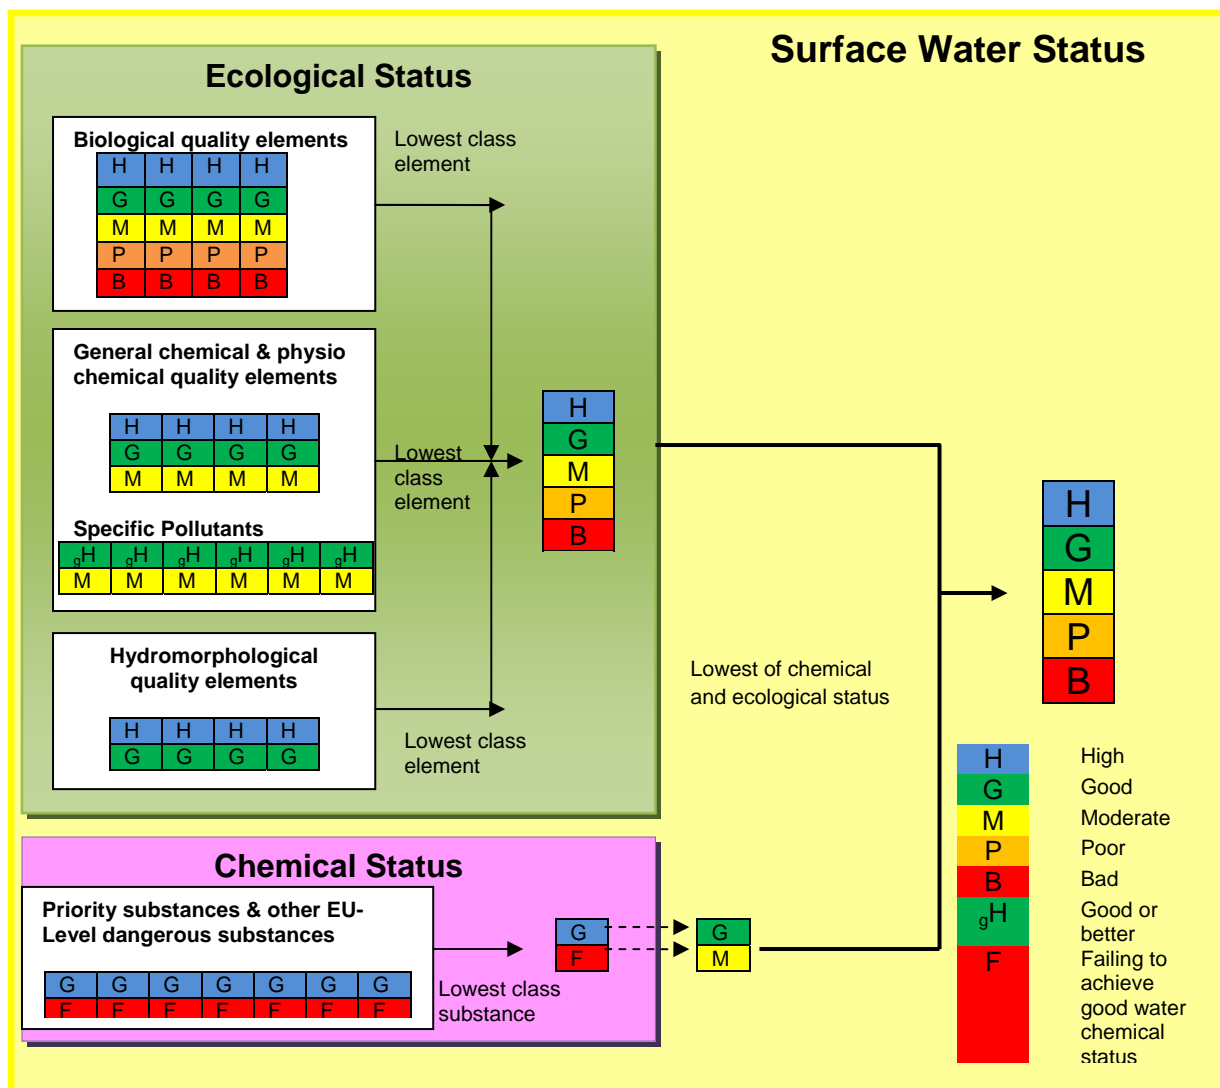 Surface Water Status
Ecological Status
Biological quality elements
H H H H
G G G G
M M M M
P P P P
B B B B
Lowest class
element
General chemical & physio
chemical quality elements
H H H H
G G G G
M M M M
Specific Pollutants
gH gH gH gH gH gH
M M M M M M
Lowest
class
element
H
G
M
P
B
Hydromorphological
quality elements
H H H H
G G G G
Lowest class
element
Lowest of chemical
and ecological status
H
G
M
P
B
H High
G Good
M Moderate
P Poor
B Bad
gH Good or
better
F Failing to
achieve
good water
chemical
status
Chemical Status
Priority substances & other EU-
Level dangerous substances
G G G G G G G
F F F F F F F
Lowest class
substance
G
F
G
M